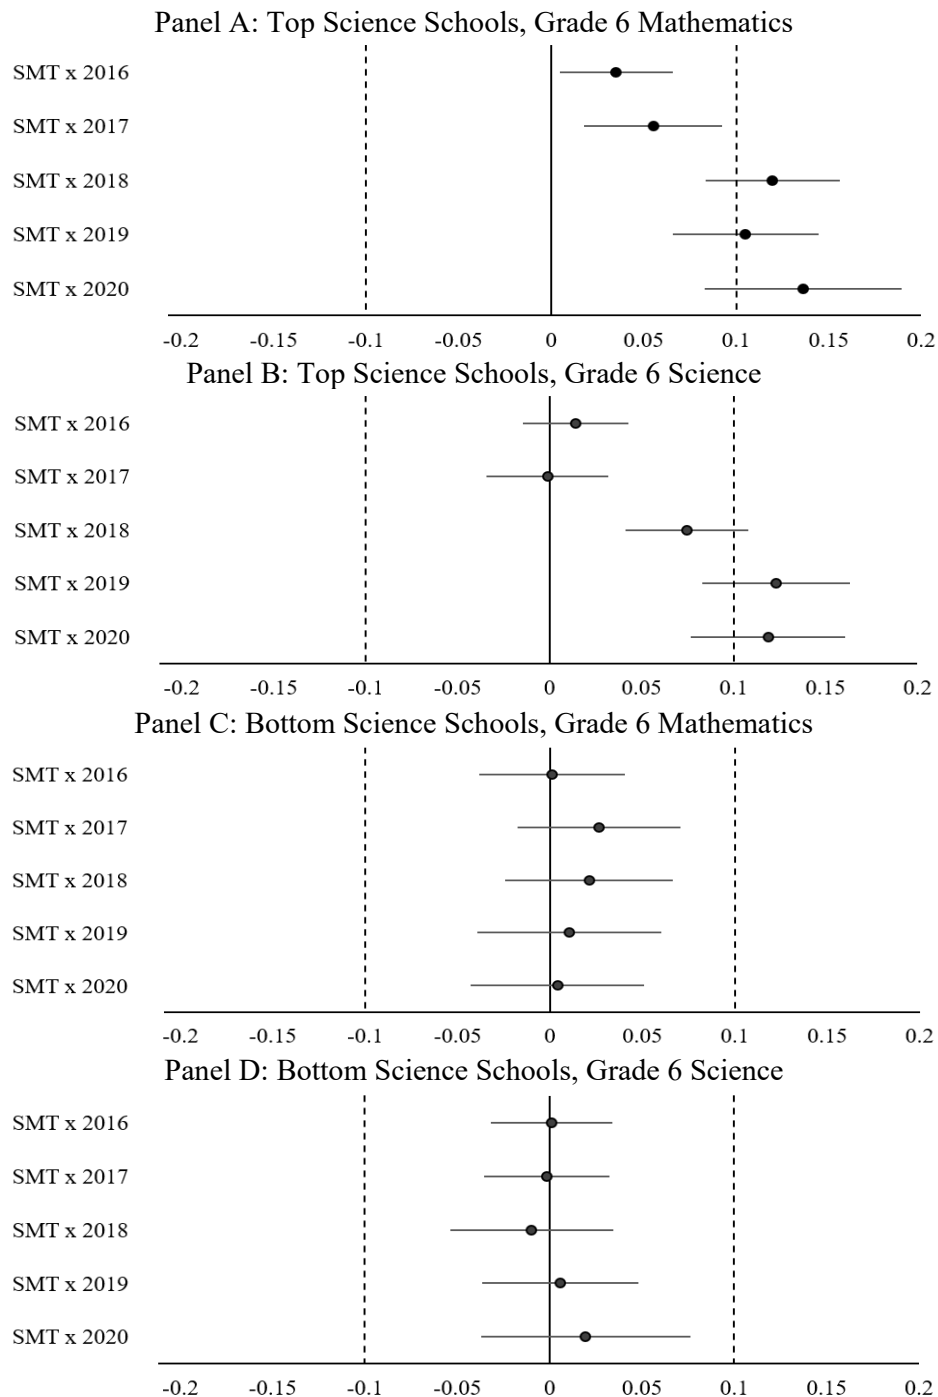 Panel A: Top Science Schools, Grade 6 Mathematics
SMT x 2016
SMT x 2017
SMT x 2018
SMT x 2019
SMT x 2020
-0.2 -0.15 -0.1 -0.05 0 0.05 0.1 0.15 0.2
Panel B: Top Science Schools, Grade 6 Science
SMT x 2016
SMT x 2017
SMT x 2018
SMT x 2019
SMT x 2020
-0.2 -0.15 -0.1 -0.05 0 0.05 0.1 0.15 0.2
Panel C: Bottom Science Schools, Grade 6 Mathematics
SMT x 2016
SMT x 2017
SMT x 2018
SMT x 2019
SMT x 2020
-0.2 -0.15 -0.1 -0.05 0 0.05 0.1 0.15 0.2
Panel D: Bottom Science Schools, Grade 6 Science
SMT x 2016
SMT x 2017
SMT x 2018
SMT x 2019
SMT x 2020
-0.2 -0.15 -0.1 -0.05 0 0.05 0.1 0.15 0.2